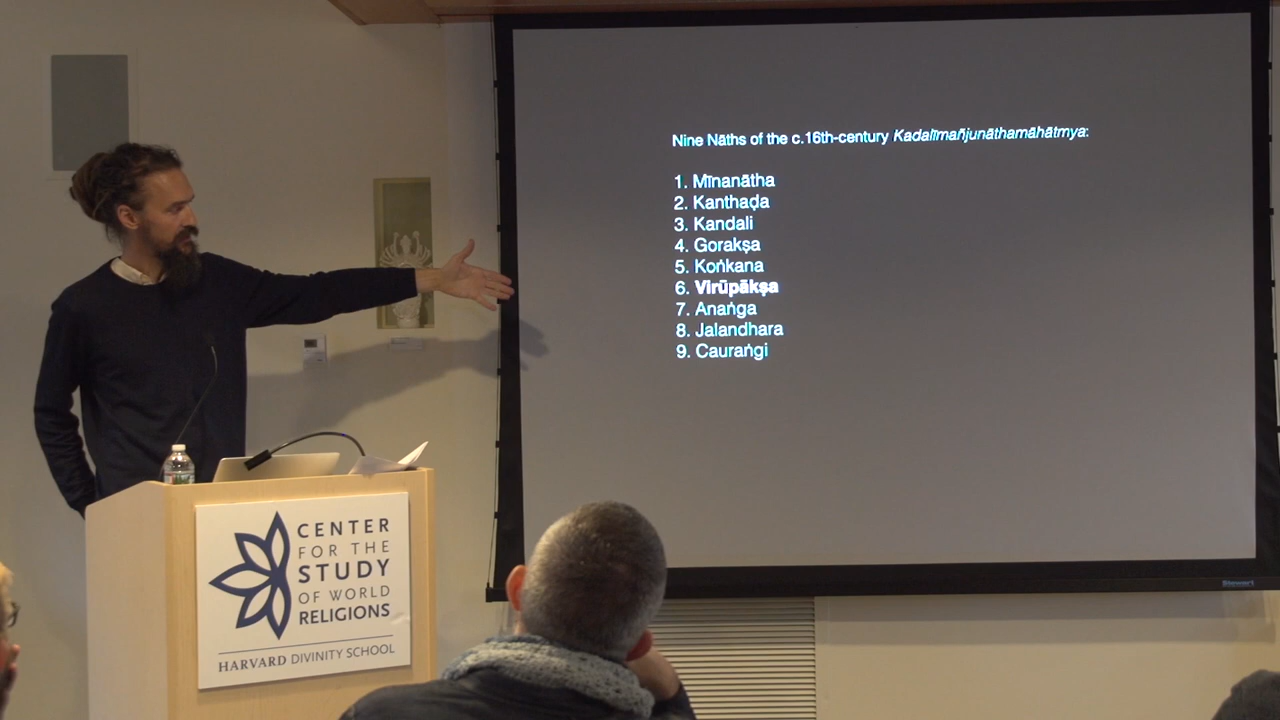 Nine Nāths of the c.16th-century Kadalīmañjunāthamāhātmya:
1. Mīnanātha
2. Kanthaḍa
3. Kandali
4. Gorakṣa
5. Koṅkana
6. Virūpākṣa
7. Anaṅga
8. Jalandhara
9. Cauraṅgi
CENTER
FOR THE
STUDY
OF WORLD
RELIGIONS
HARVARD DIVINITY SCHOOL
Stewart